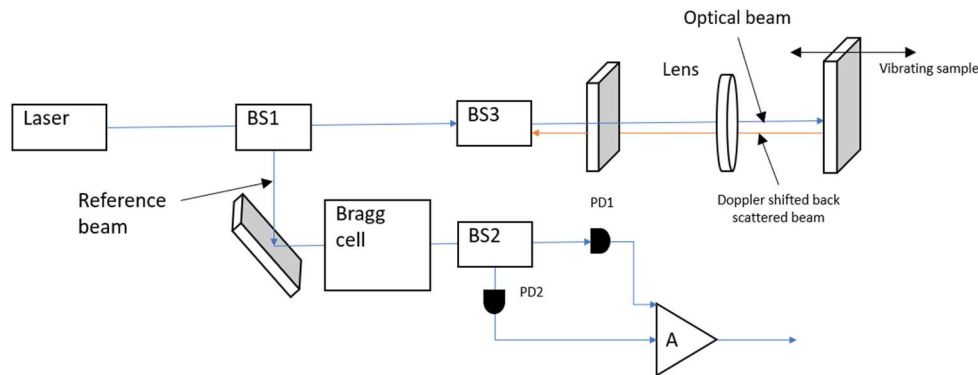 Optical beam
Lens
Vibrating sample
Laser
BS1
BS3
Reference
beam
Doppler shifted back
scattered beam
PD1
Bragg
cell
BS2
PD2
A